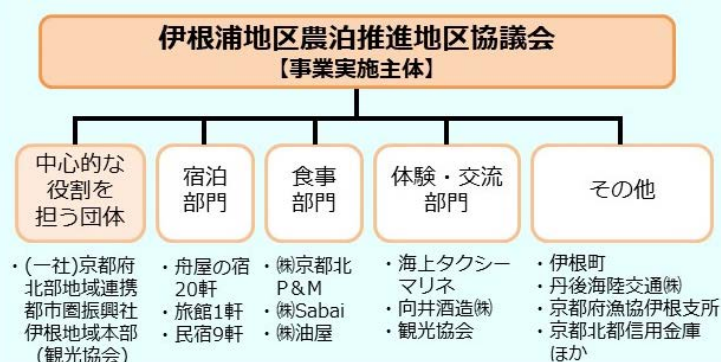 伊根浦地区農泊推進地区協議会
【事業実施主体】
中心的な
役割を
担う団体
・(一社)京都府
北部地域連携
都市圏振興社
伊根地域本部
(観光協会)
宿泊
部門
・舟屋の宿
20軒
・旅館1軒
・民宿9軒
食事
部門
・㈱京都北
P&M
・㈱Sabai
・㈱油屋
体験・交流
部門
・海上タクシー
マリネ
・向井酒造㈱
・観光協会
その他
・伊根町
・丹後海陸交通㈱
・京都府漁協伊根支所
・京都北都信用金庫
ほか